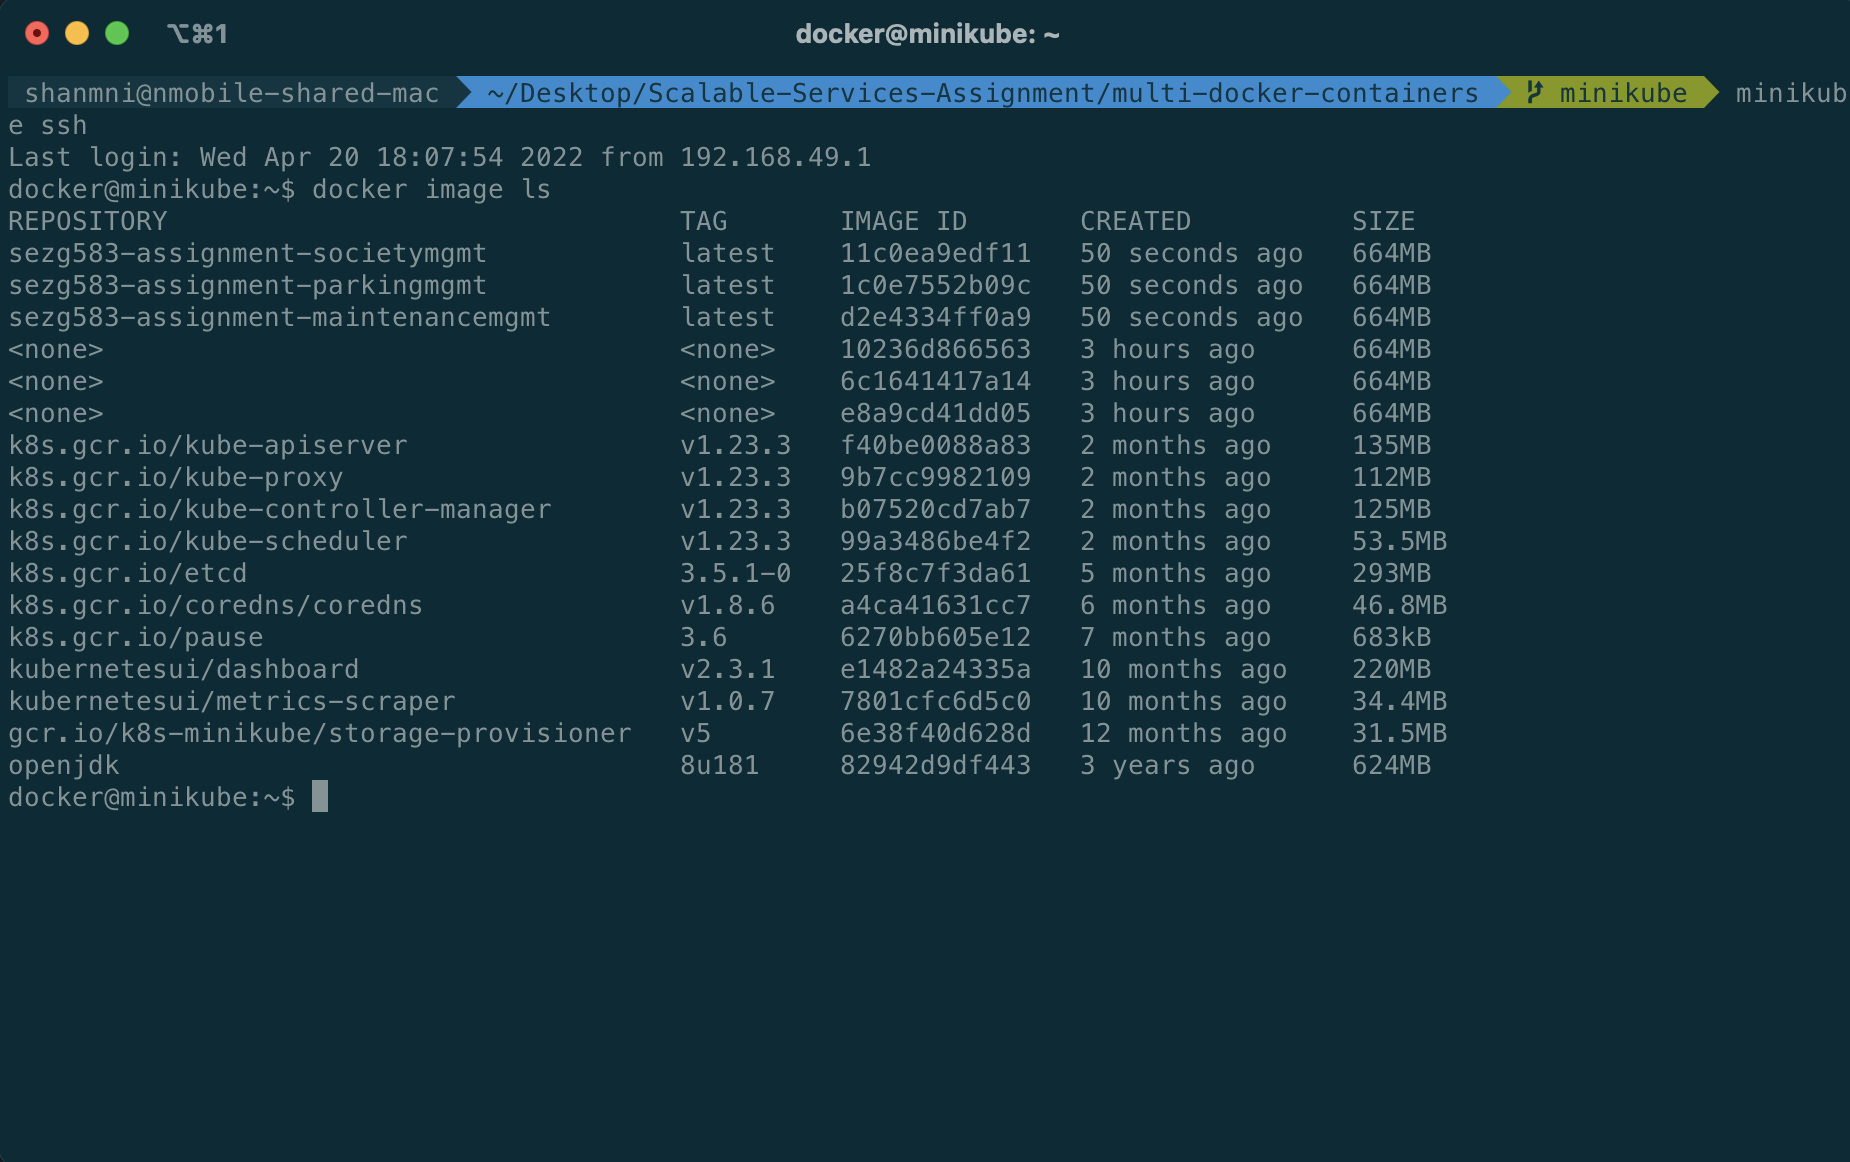 ⌥⌘1
docker@minikube: ~
shanmni@nmobile-shared-mac ~/Desktop/Scalable-Services-Assignment/multi-docker-containers minikube minikub
e ssh
Last login: Wed Apr 20 18:07:54 2022 from 192.168.49.1
docker@minikube:~$ docker image ls
REPOSITORY TAG IMAGE ID CREATED SIZE
sezg583-assignment-societymgmt latest 11c0ea9edf11 50 seconds ago 664MB
sezg583-assignment-parkingmgmt latest 1c0e7552b09c 50 seconds ago 664MB
sezg583-assignment-maintenancemgmt latest d2e4334ff0a9 50 seconds ago 664MB
<none> <none> 10236d866563 3 hours ago 664MB
<none> <none> 6c1641417a14 3 hours ago 664MB
<none> <none> e8a9cd41dd05 3 hours ago 664MB
k8s.gcr.io/kube-apiserver v1.23.3 f40be0088a83 2 months ago 135MB
k8s.gcr.io/kube-proxy v1.23.3 9b7cc9982109 2 months ago 112MB
k8s.gcr.io/kube-controller-manager v1.23.3 b07520cd7ab7 2 months ago 125MB
k8s.gcr.io/kube-scheduler v1.23.3 99a3486be4f2 2 months ago 53.5MB
k8s.gcr.io/etcd 3.5.1-0 25f8c7f3da61 5 months ago 293MB
k8s.gcr.io/coredns/coredns v1.8.6 a4ca41631cc7 6 months ago 46.8MB
k8s.gcr.io/pause 3.6 6270bb605e12 7 months ago 683kB
kubernetesui/dashboard v2.3.1 e1482a24335a 10 months ago 220MB
kubernetesui/metrics-scraper v1.0.7 7801cfc6d5c0 10 months ago 34.4MB
gcr.io/k8s-minikube/storage-provisioner v5 6e38f40d628d 12 months ago 31.5MB
openjdk 8u181 82942d9df443 3 years ago 624MB
docker@minikube:~$